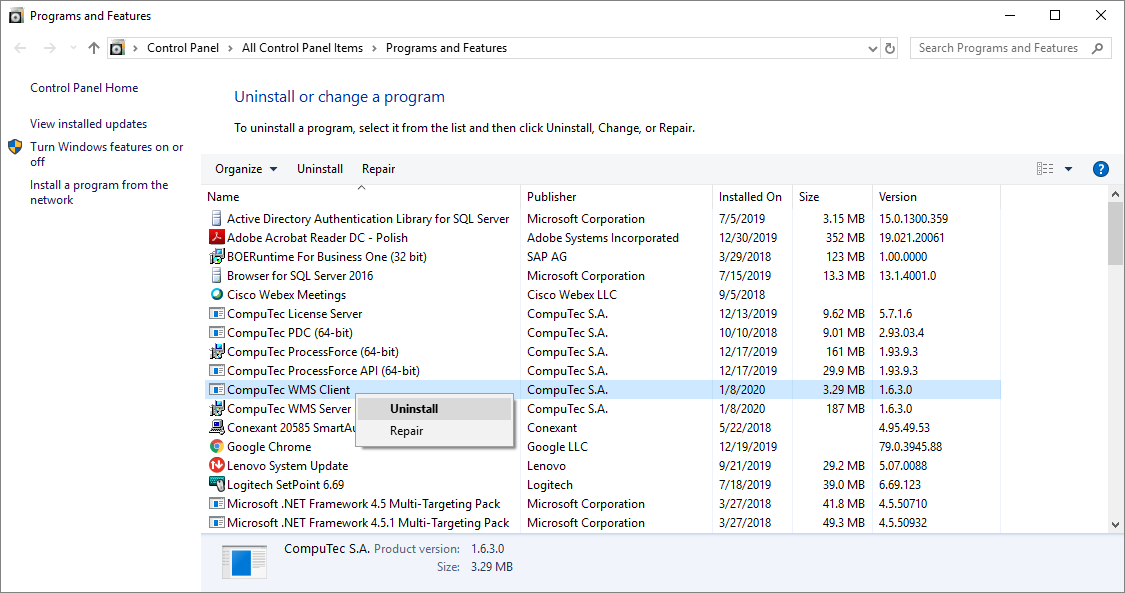 Programs and Features
Control Panel > All Control Panel Items > Programs and Features
Search Programs and Features
Control Panel Home
View installed updates
Turn Windows features on or
off
Install a program from the
network
Uninstall or change a program
To uninstall a program, select it from the list and then click Uninstall, Change, or Repair.
Organize Uninstall Repair
Name Publisher Installed On Size Version
Active Directory Authentication Library for SQL Server Microsoft Corporation 7/5/2019 3.15 MB 15.0.1300.359
Adobe Acrobat Reader DC - Polish Adobe Systems Incorporated 12/30/2019 352 MB 19.021.20061
BOERuntime For Business One (32 bit) SAP AG 3/29/2018 123 MB 1.00.0000
Browser for SQL Server 2016 Microsoft Corporation 7/15/2019 13.3 MB 13.1.4001.0
Cisco Webex Meetings Cisco Webex LLC 9/5/2018
CompuTec License Server CompuTec S.A. 12/13/2019 9.62 MB 5.7.1.6
CompuTec PDC (64-bit) CompuTec S.A. 10/10/2018 9.01 MB 2.93.03.4
CompuTec ProcessForce (64-bit) CompuTec S.A. 12/17/2019 161 MB 1.93.9.3
CompuTec ProcessForce API (64-bit) CompuTec S.A. 12/17/2019 29.9 MB 1.93.9.3
CompuTec WMS Client CompuTec S.A. 1/8/2020 3.29 MB 1.6.3.0
CompuTec WMS Server CompuTec S.A. 1/8/2020 187 MB 1.6.3.0
Uninstall
Repair
Conexant 20585 SmartAu Conexant 5/22/2018 4.95.49.53
Google Chrome Google LLC 12/19/2019 79.0.3945.88
Lenovo System Update Lenovo 9/21/2019 29.2 MB 5.07.0088
Logitech SetPoint 6.69 Logitech 7/18/2019 39.0 MB 6.69.123
Microsoft .NET Framework 4.5 Multi-Targeting Pack Microsoft Corporation 3/27/2018 41.8 MB 4.5.50710
Microsoft .NET Framework 4.5.1 Multi-Targeting Pack Microsoft Corporation 3/27/2018 49.3 MB 4.5.50932
CompuTec S.A. Product version: 1.6.3.0
Size: 3.29 MB